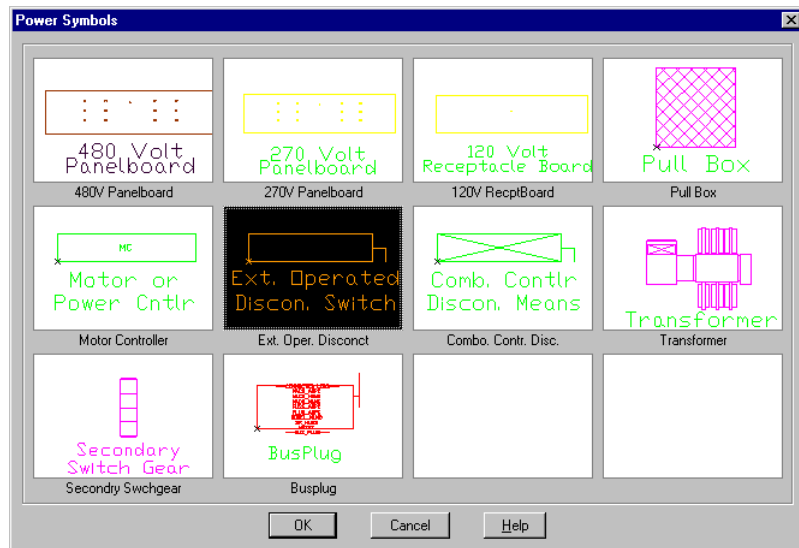 Power Symbols
480 Volt
Panelboard
480V Panelboard
270 Volt
Panelboard
270V Panelboard
120 Volt
Receptacle Board
120V RecptBoard
Pull Box
Pull Box
MC
Motor or
Power Cntlr
Motor Controller
Ext. Operated
Discon. Switch
Ext. Oper. Disconct
Comb. Contlr
Discon. Means
Combo. Contr. Disc.
Transformer
Transformer
Secondary
Switch Gear
Secondry Swchgear
BusPlug
Busplug
OK
Cancel
Help